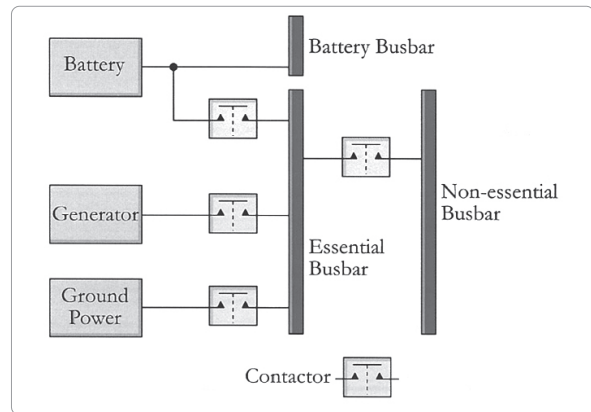 Battery Busbar
Battery
Non-essential
Busbar
Generator
Essential
Busbar
Ground
Power
Contactor